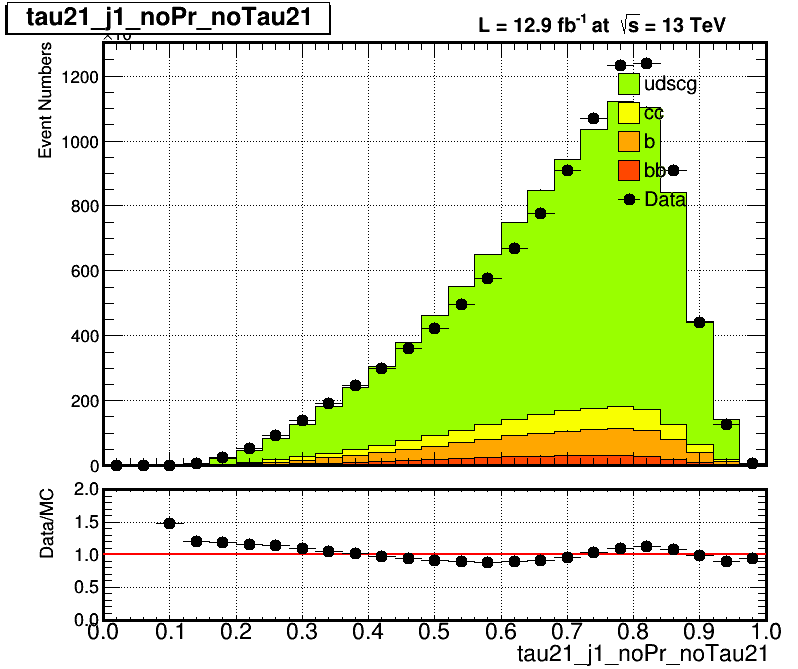 tau21_j1_noPr_noTau21
L = 12.9 fb⁻¹ at √s = 13 TeV
Event Numbers
1200
1000
800
600
400
200
0
udscg
cc
b
bb
Data
Data/MC
2.0
1.5
1.0
0.5
0.0
0.0 0.1 0.2 0.3 0.4 0.5 0.6 0.7 0.8 0.9 1.0
tau21_j1_noPr_noTau21